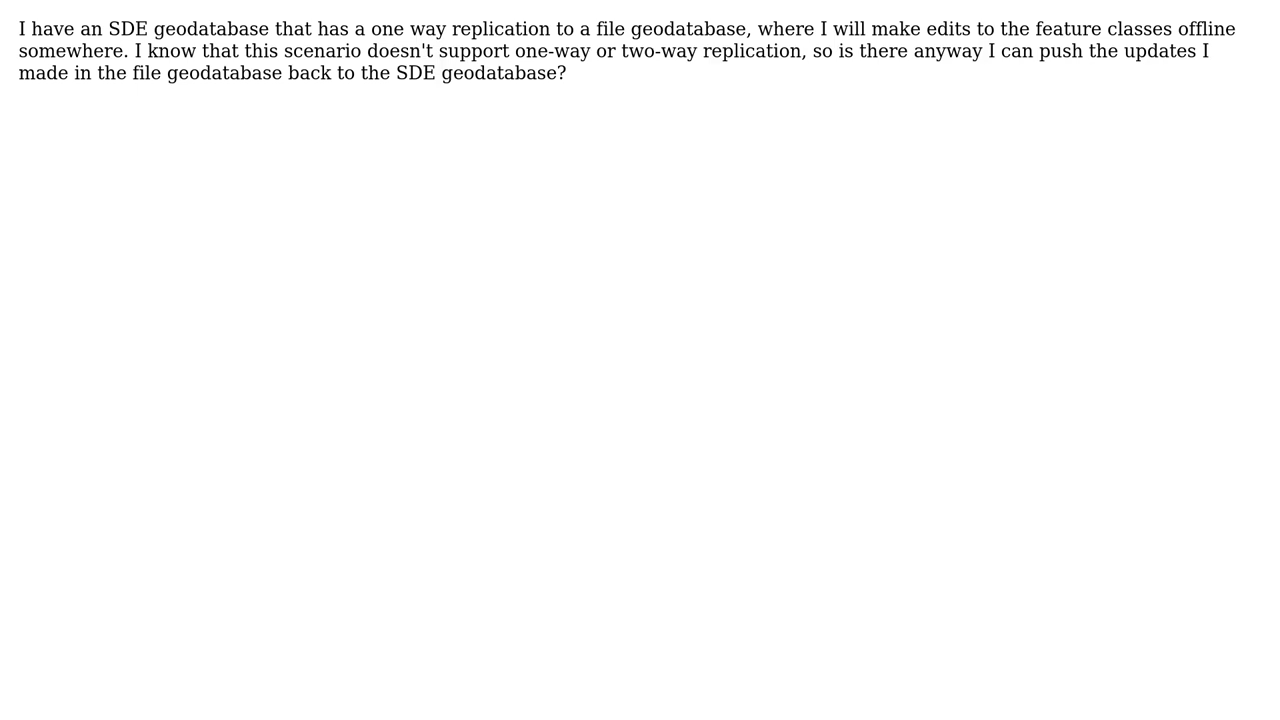 I have an SDE geodatabase that has a one way replication to a file geodatabase, where I will make edits to the feature classes offline
somewhere. I know that this scenario doesn't support one-way or two-way replication, so is there anyway I can push the updates I
made in the file geodatabase back to the SDE geodatabase?